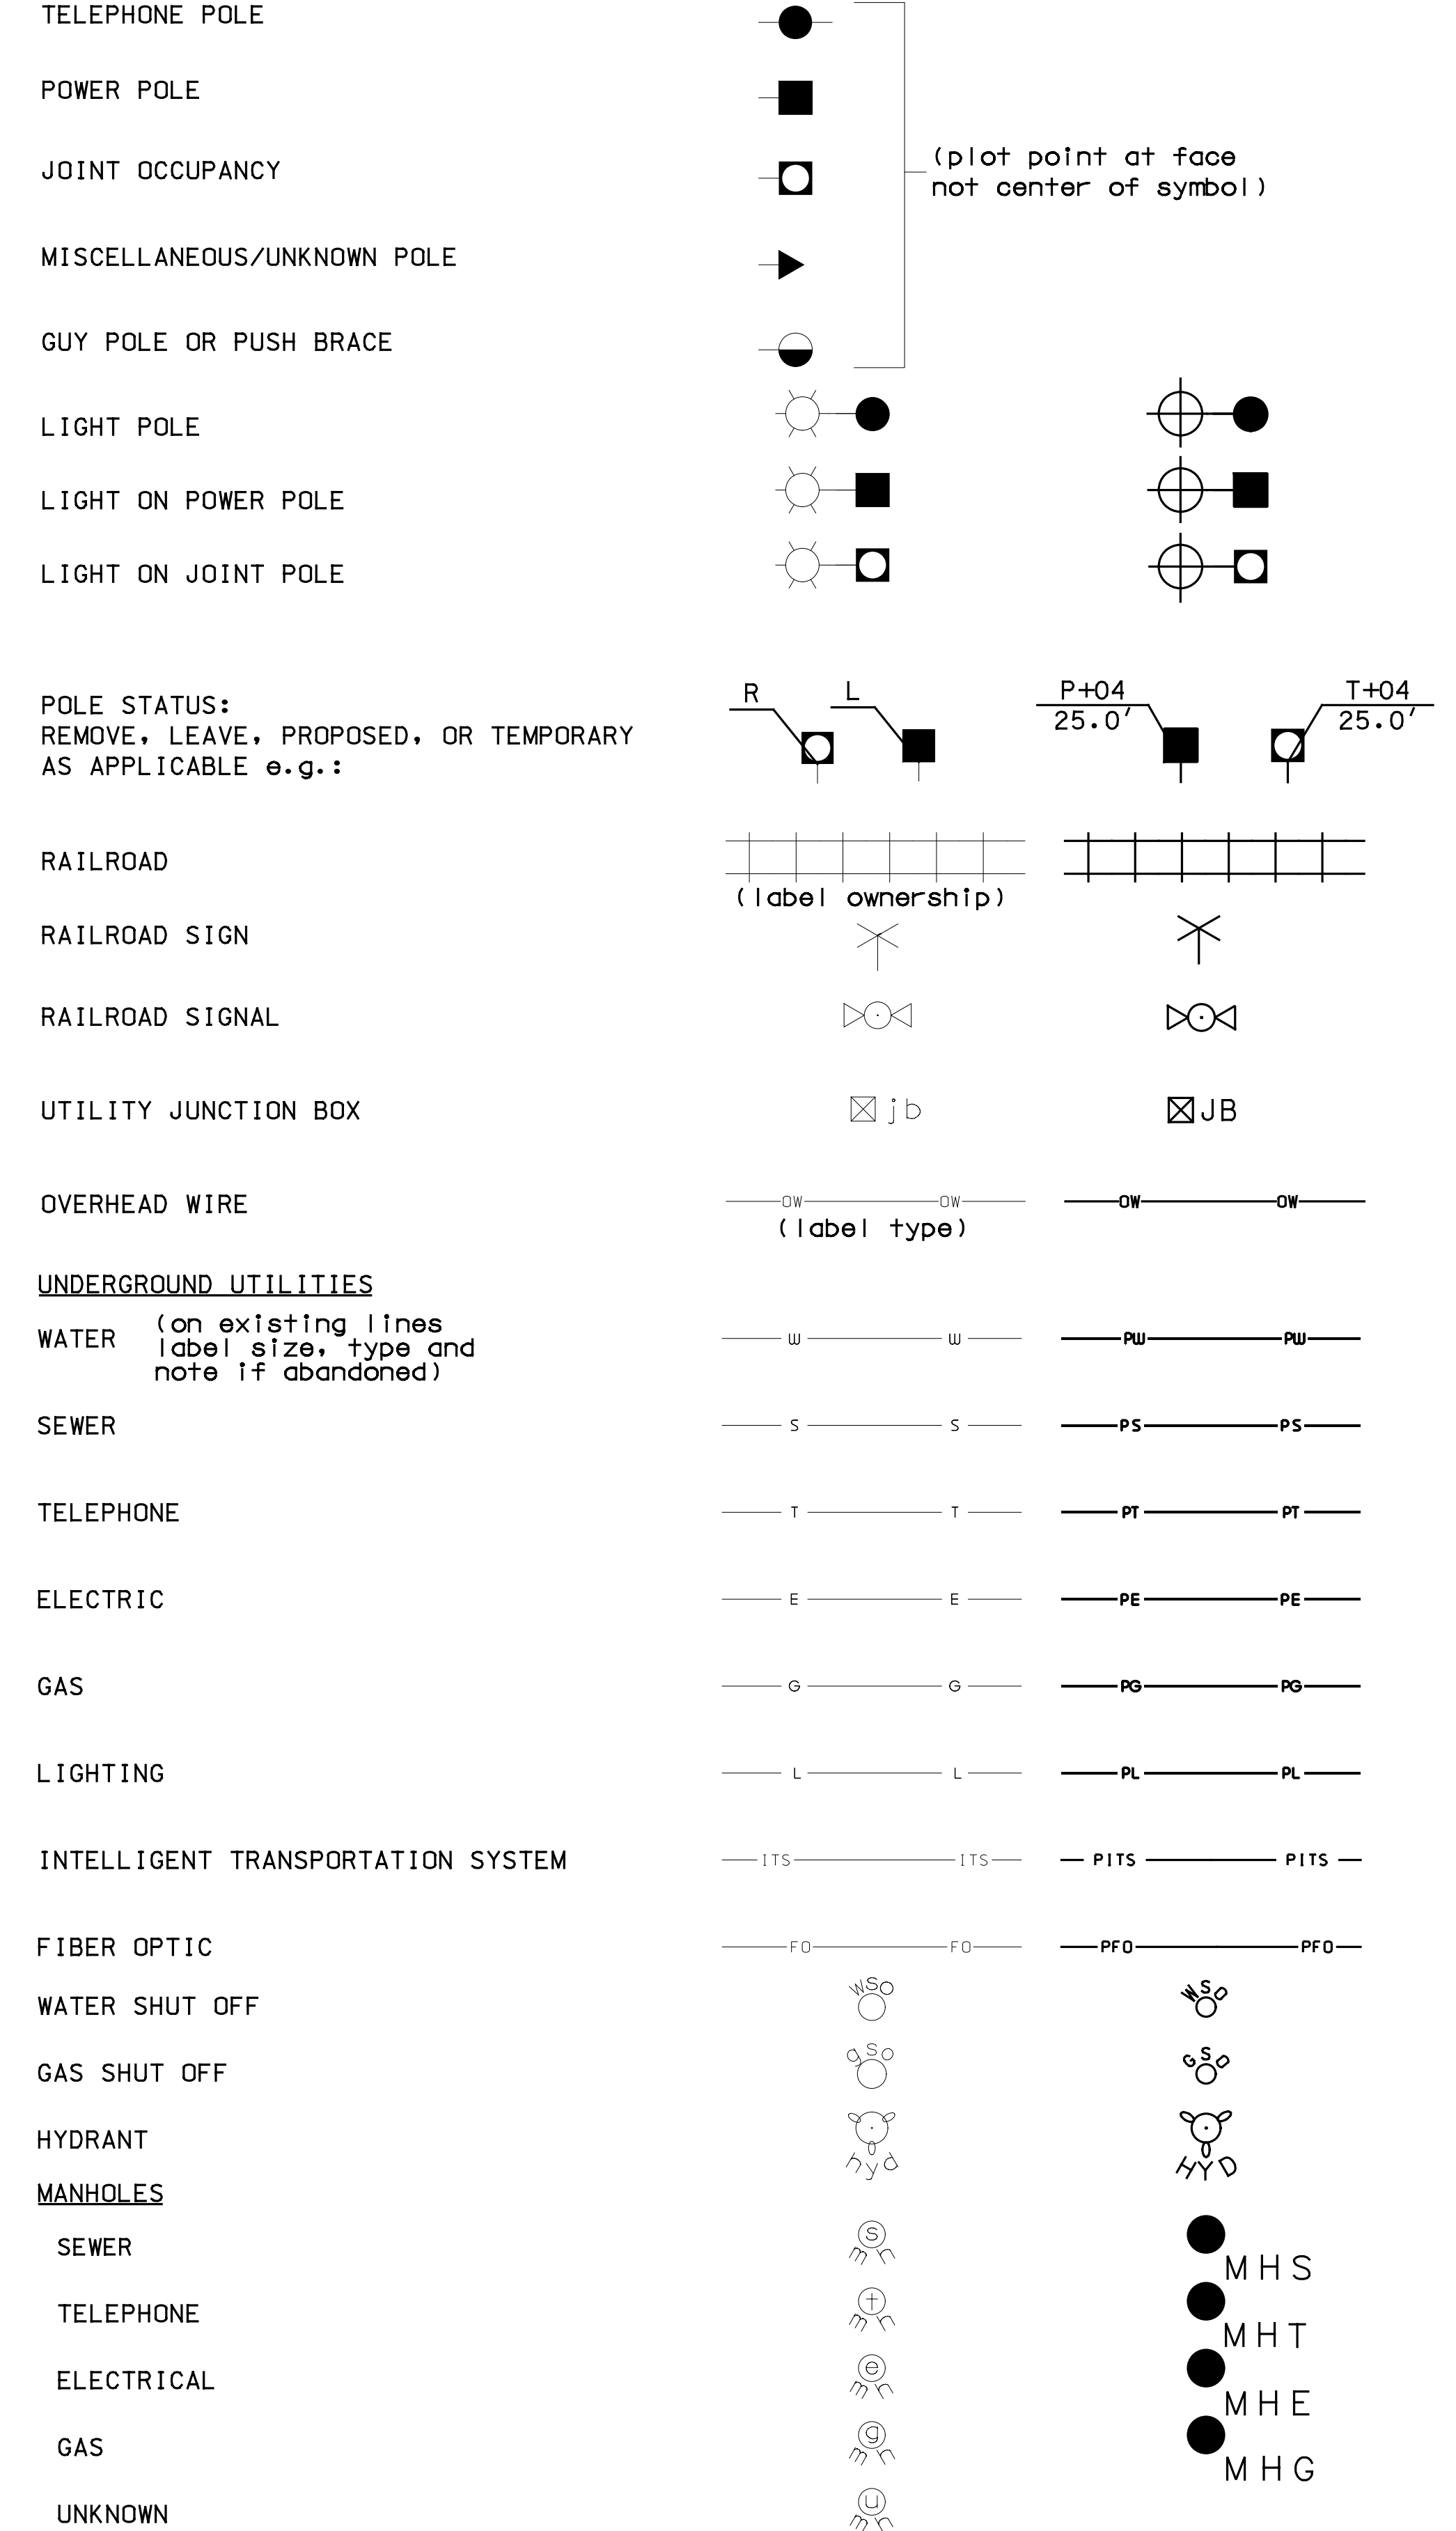 TELEPHONE POLE
POWER POLE
JOINT OCCUPANCY
(plot point at face
not center of symbol)
MISCELLANEOUS/UNKNOWN POLE
GUY POLE OR PUSH BRACE
LIGHT POLE
LIGHT ON POWER POLE
LIGHT ON JOINT POLE
POLE STATUS:
REMOVE, LEAVE, PROPOSED, OR TEMPORARY
AS APPLICABLE e.g.:
R L P+04 T+04
25.0' 25.0'
RAILROAD
(label ownership)
RAILROAD SIGN
RAILROAD SIGNAL
UTILITY JUNCTION BOX jb JB
OVERHEAD WIRE OW OW OW OW
(label type)
UNDERGROUND UTILITIES
WATER (on existing lines
label size, type and
note if abandoned)
W W PW PW
SEWER S S PS PS
TELEPHONE T T PT PT
ELECTRIC E E PE PE
GAS G G PG PG
LIGHTING L L PL PL
INTELLIGENT TRANSPORTATION SYSTEM ITS ITS PITS PITS
FIBER OPTIC FO FO PFO PFO
WATER SHUT OFF wso WSO
GAS SHUT OFF gso GSO
HYDRANT hyd HYD
MANHOLES
SEWER s mh MHS
TELEPHONE t mh MHT
ELECTRICAL e mh MHE
GAS g mh MHG
UNKNOWN u mh